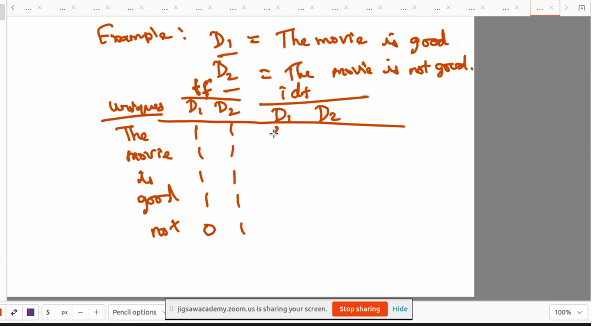 Example: D1 = The movie is good
D2 = The movie is not good.
tf idt
uniques D1 D2 D1 D2
The 1 1
movie 1 1
is 1 1
good 1 1
not 0 1
5 px − + Pencil options jigsawacademy.zoom.us is sharing your screen. Stop sharing Hide 100%